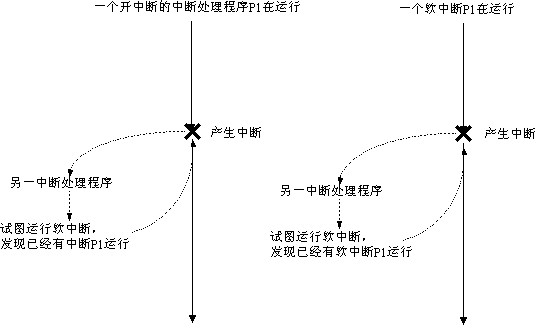 一个开中断的中断处理程序P1在运行
产生中断
另一中断处理程序
试图运行软中断,
发现已经有中断P1运行
一个软中断P1在运行
产生中断
另一中断处理程序
试图运行软中断,
发现已经有软中断P1运行